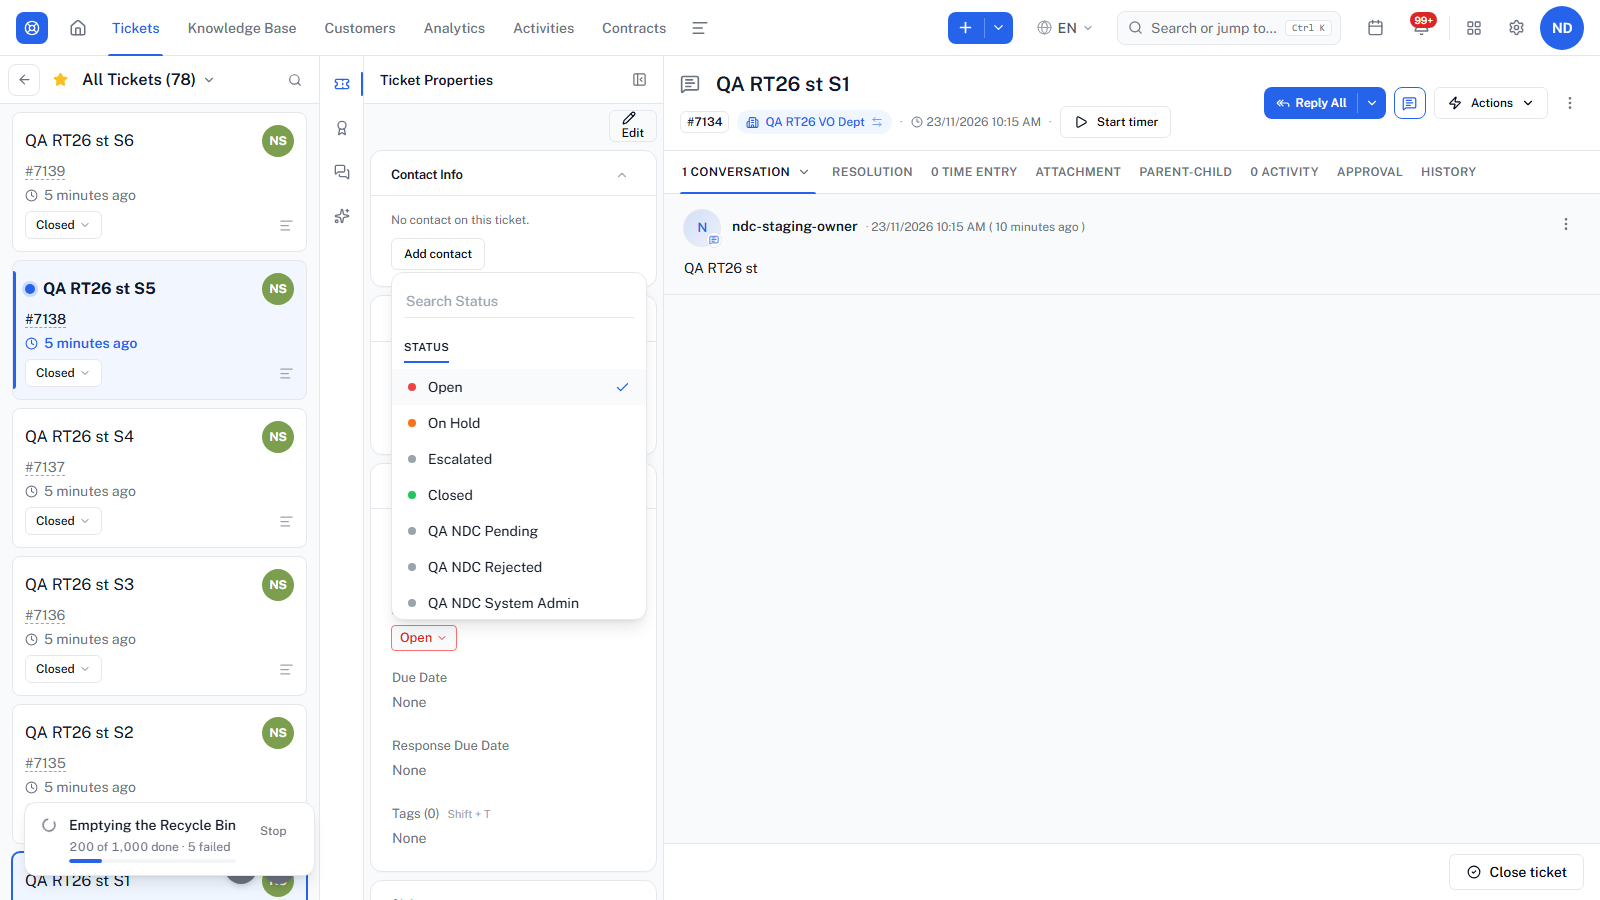 Tickets
Knowledge Base
Customers
Analytics
Activities
Contracts
EN
Search or jump to...
Ctrl K
99+
ND
All Tickets (78)
QA RT26 st S6
NS
#7139
5 minutes ago
Closed
QA RT26 st S5
NS
#7138
5 minutes ago
Closed
QA RT26 st S4
NS
#7137
5 minutes ago
Closed
QA RT26 st S3
NS
#7136
5 minutes ago
Closed
QA RT26 st S2
NS
#7135
5 minutes ago
Emptying the Recycle Bin
200 of 1,000 done · 5 failed
Stop
QA RT26 st S1
Ticket Properties
Edit
Contact Info
No contact on this ticket.
Add contact
Search Status
STATUS
Open
On Hold
Escalated
Closed
QA NDC Pending
QA NDC Rejected
QA NDC System Admin
Open
Due Date
None
Response Due Date
None
Tags (0) Shift + T
None
QA RT26 st S1
#7134
QA RT26 VO Dept
· 23/11/2026 10:15 AM ·
Start timer
Reply All
Actions
1 CONVERSATION
RESOLUTION
0 TIME ENTRY
ATTACHMENT
PARENT-CHILD
0 ACTIVITY
APPROVAL
HISTORY
N
ndc-staging-owner · 23/11/2026 10:15 AM ( 10 minutes ago )
QA RT26 st
Close ticket